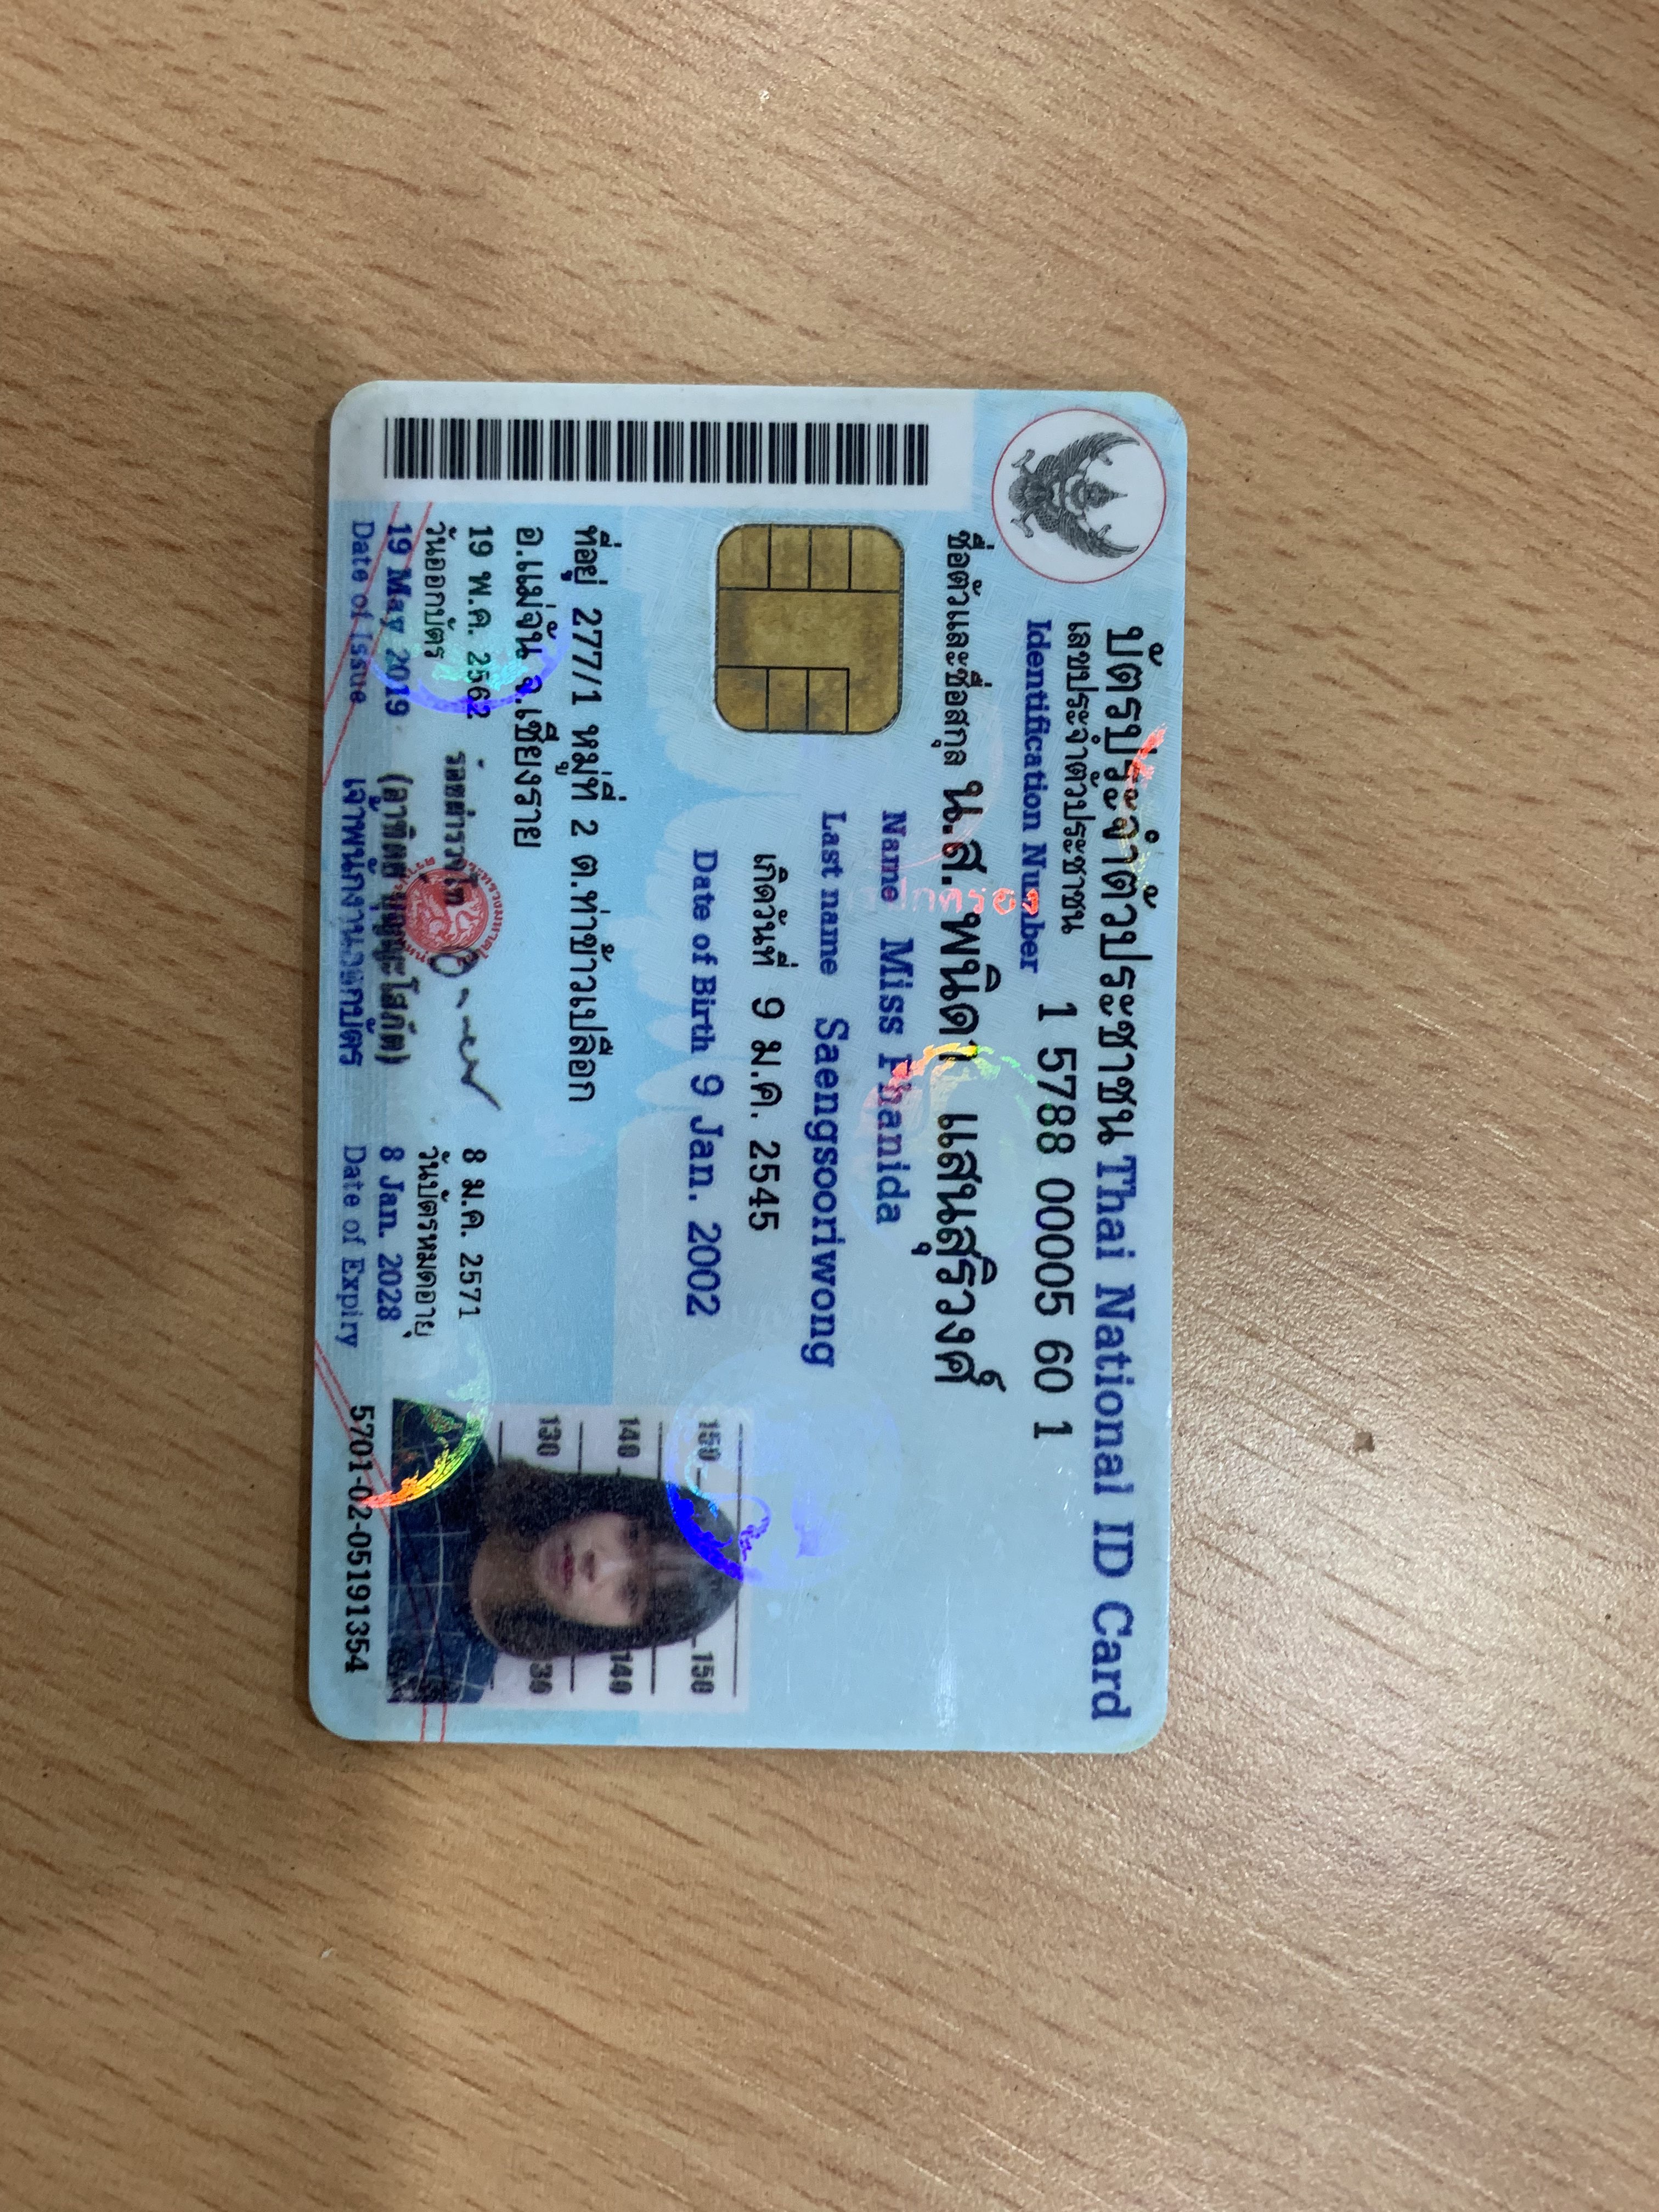 บัตรประจำตัวประชาชน Thai National ID Card
เลขประจำตัวประชาชน
Identification Number 1 5788 00005 60 1
ชื่อตัวและชื่อสกุล น.ส. พนิดา แสนสุริวงศ์
Name Miss Phanida
Last name Saengsooriwong
เกิดวันที่ 9 ม.ค. 2545
Date of Birth 9 Jan. 2002
ที่อยู่ 277/1 หมู่ที่ 2 ต.ท่าข้าวเปลือก
อ.แม่จัน จ.เชียงราย
19 พ.ค. 2562
วันออกบัตร
19 May 2019
Date of Issue
ร้อยตำรวจโท
(อาทิตย์ บุญญะโสภัต)
เจ้าพนักงานออกบัตร
8 ม.ค. 2571
วันบัตรหมดอายุ
8 Jan. 2028
Date of Expiry
150 150
140 140
130 130
5701-02-05191354